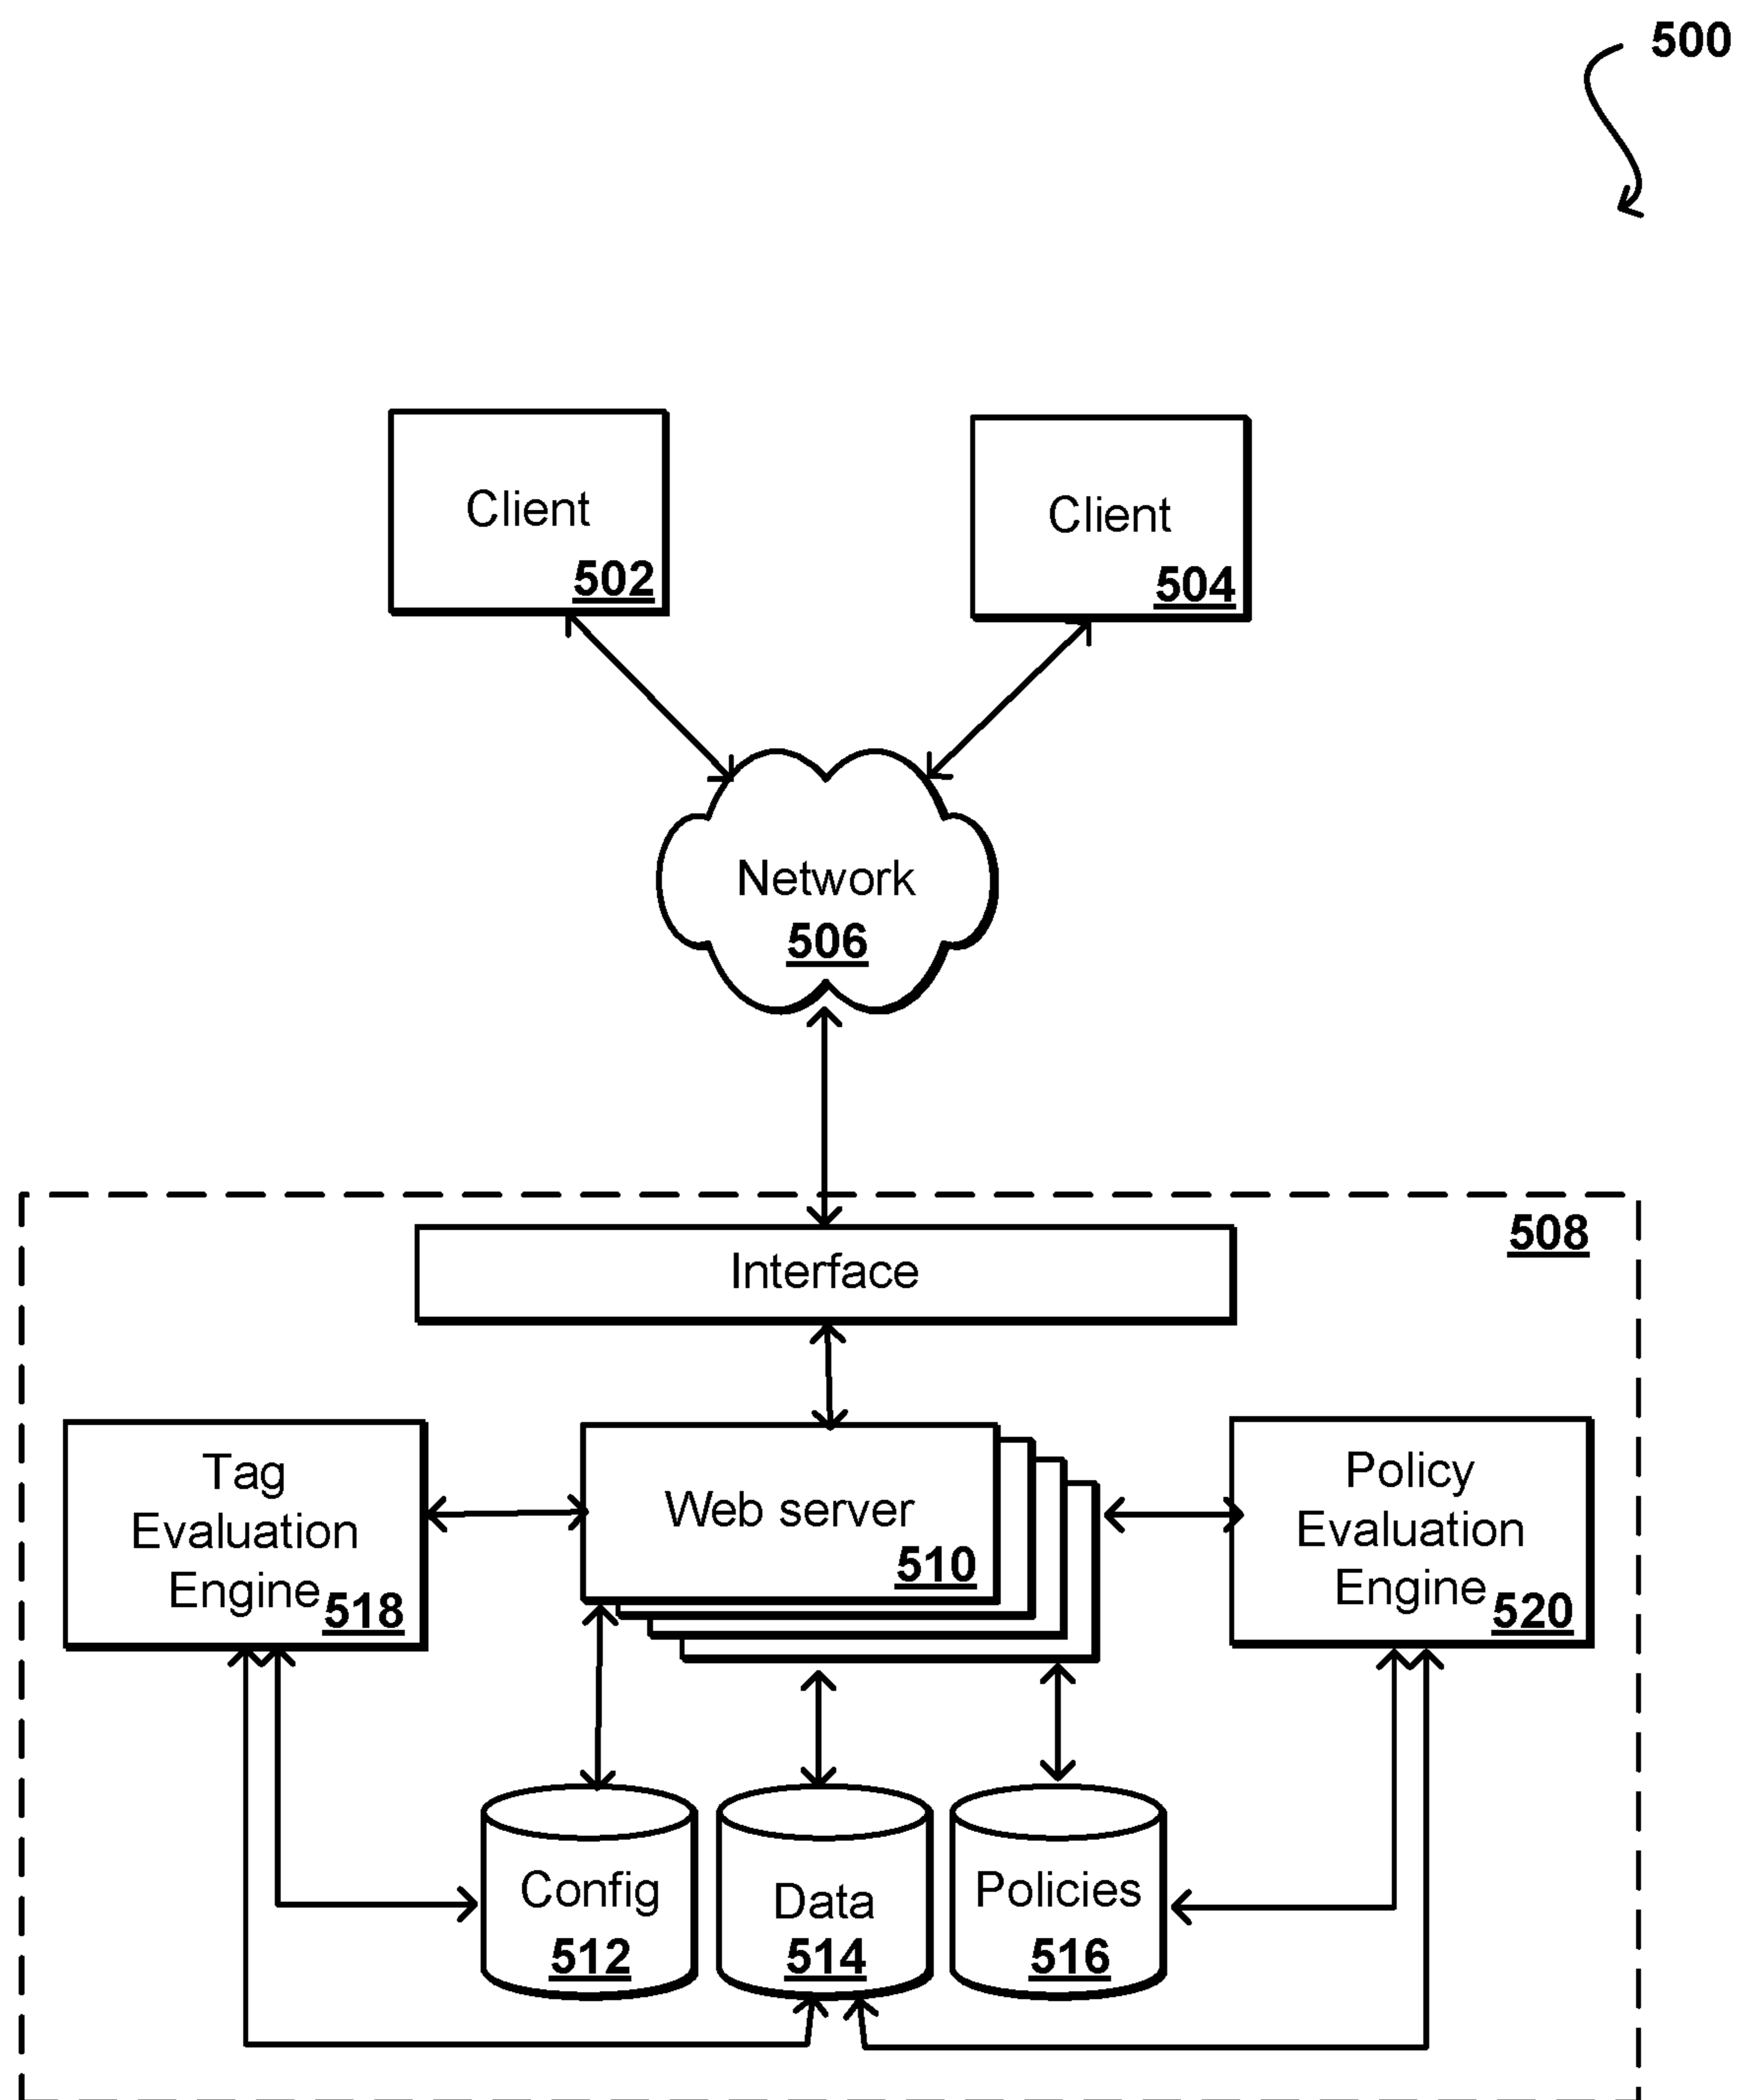 500
Client
502
Client
504
Network
506
508
Interface
Tag
Evaluation
Engine
518
Web server
510
Policy
Evaluation
Engine
520
Config
512
Data
514
Policies
516